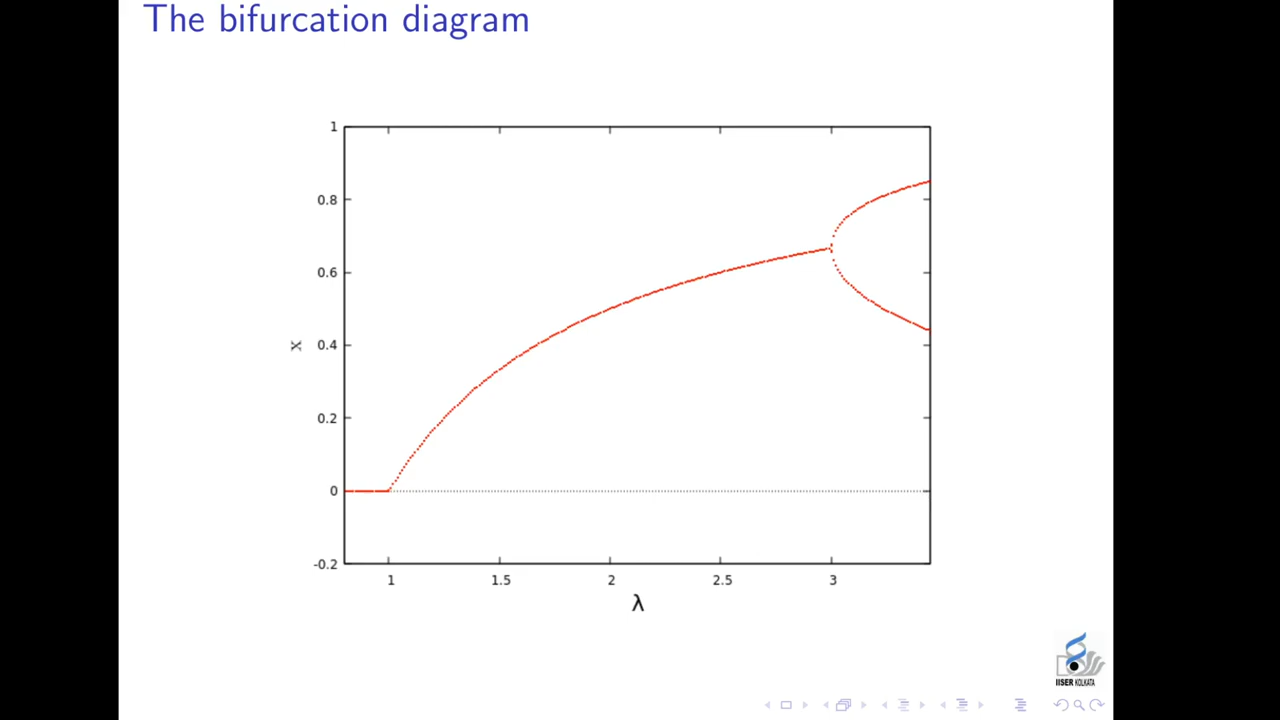 The bifurcation diagram
1
0.8
0.6
x 0.4
0.2
0
-0.2
1 1.5 2 2.5 3
λ
IISER KOLKATA